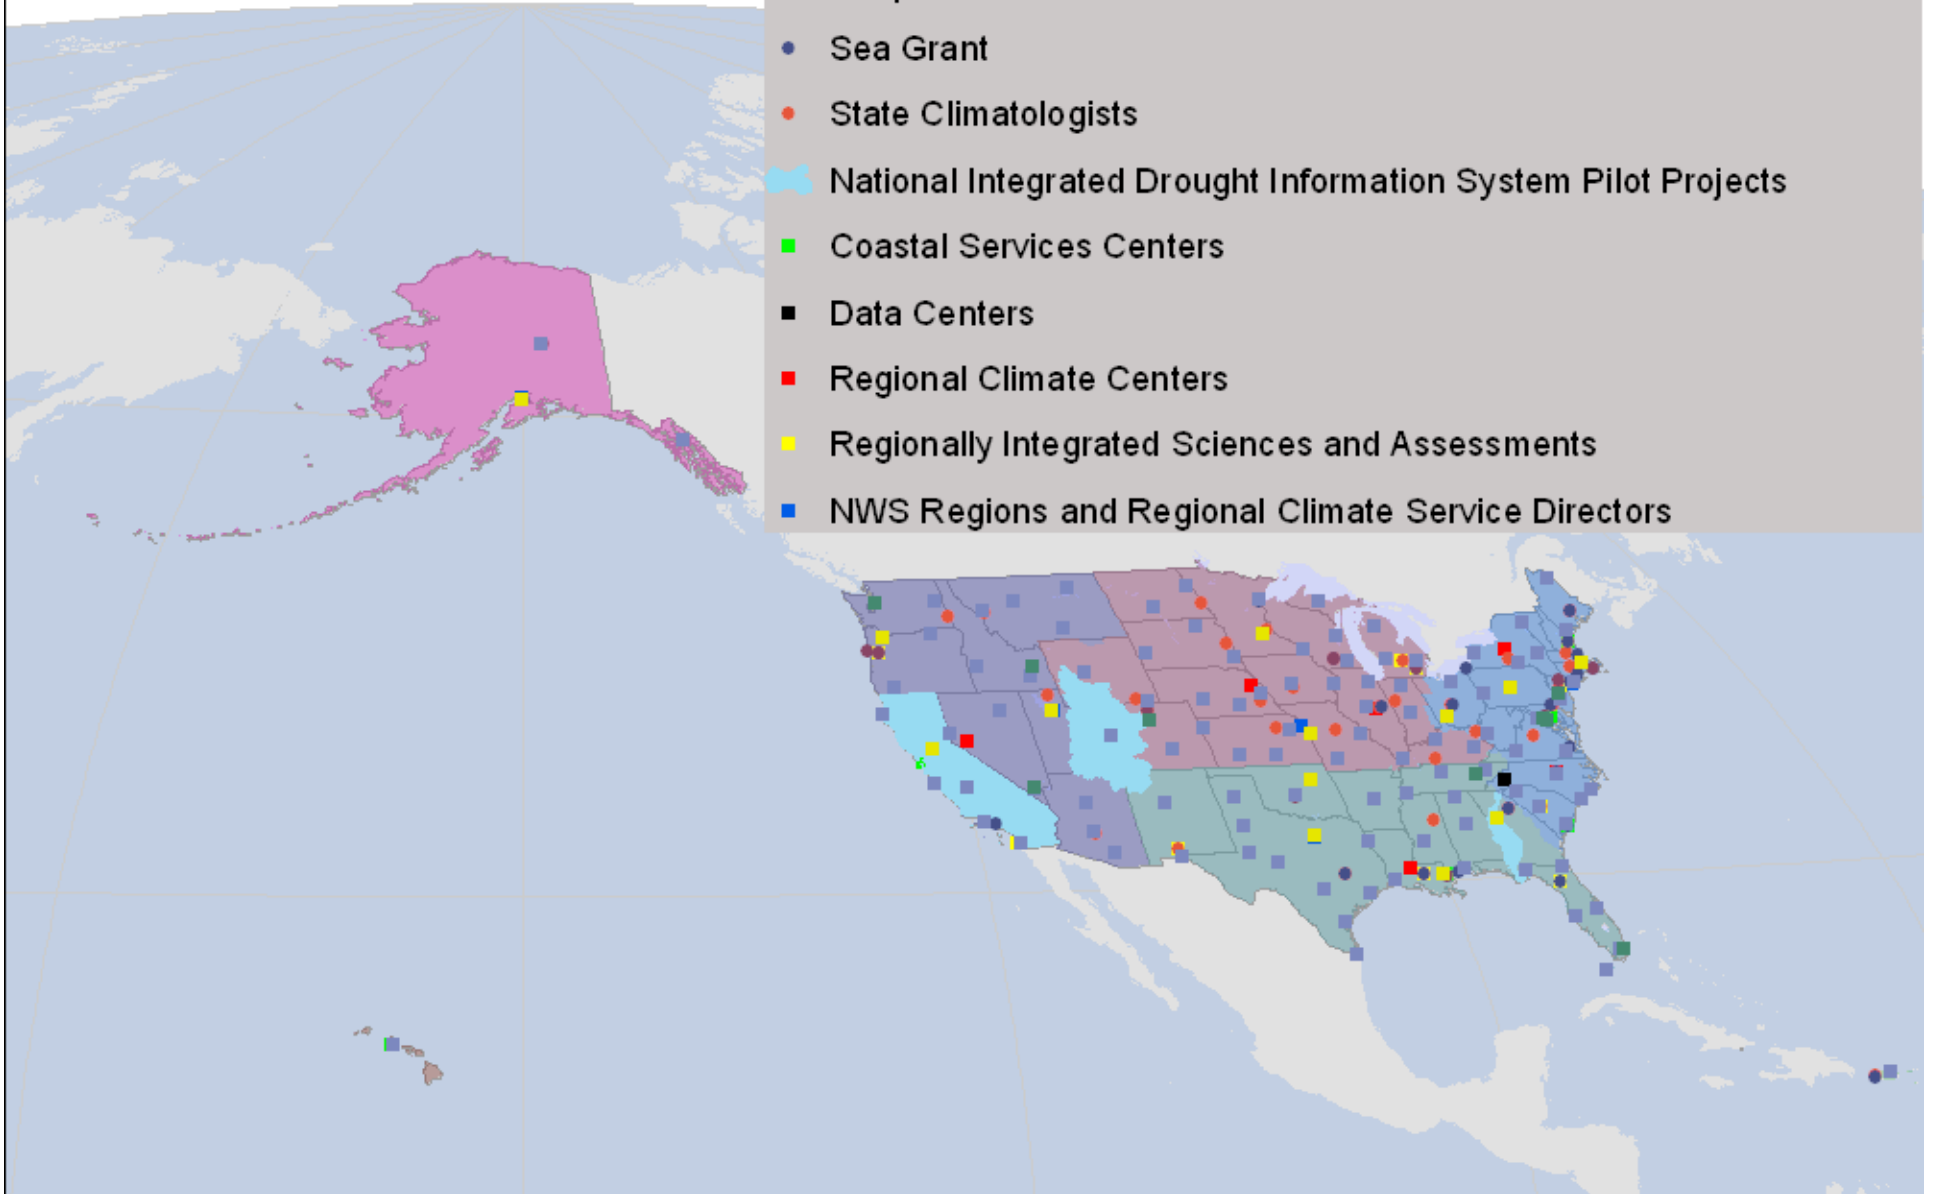 Sea Grant
State Climatologists
National Integrated Drought Information System Pilot Projects
Coastal Services Centers
Data Centers
Regional Climate Centers
Regionally Integrated Sciences and Assessments
NWS Regions and Regional Climate Service Directors